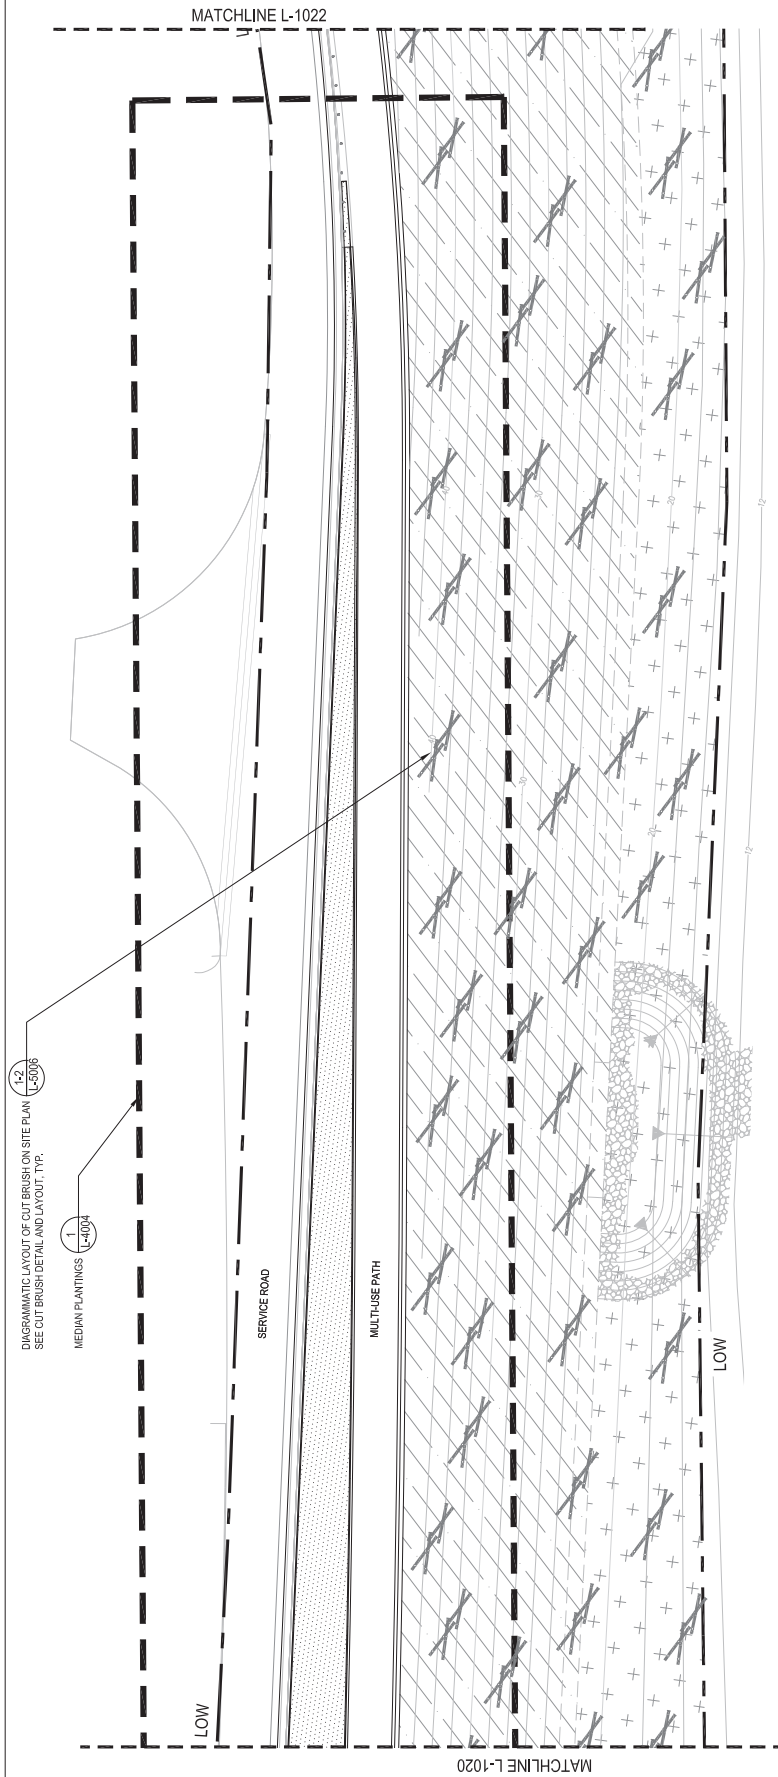 MATCHLINE L-1022
1-2
L-5006
DIAGRAMMATIC LAYOUT OF CUT BRUSH ON SITE PLAN
SEE CUT BRUSH DETAIL AND LAYOUT, TYP.
1
L-4004
MEDIAN PLANTINGS
SERVICE ROAD
MULTI-USE PATH
LOW
LOW
40
30
20
12
40
30
20
12
MATCHLINE L-1020